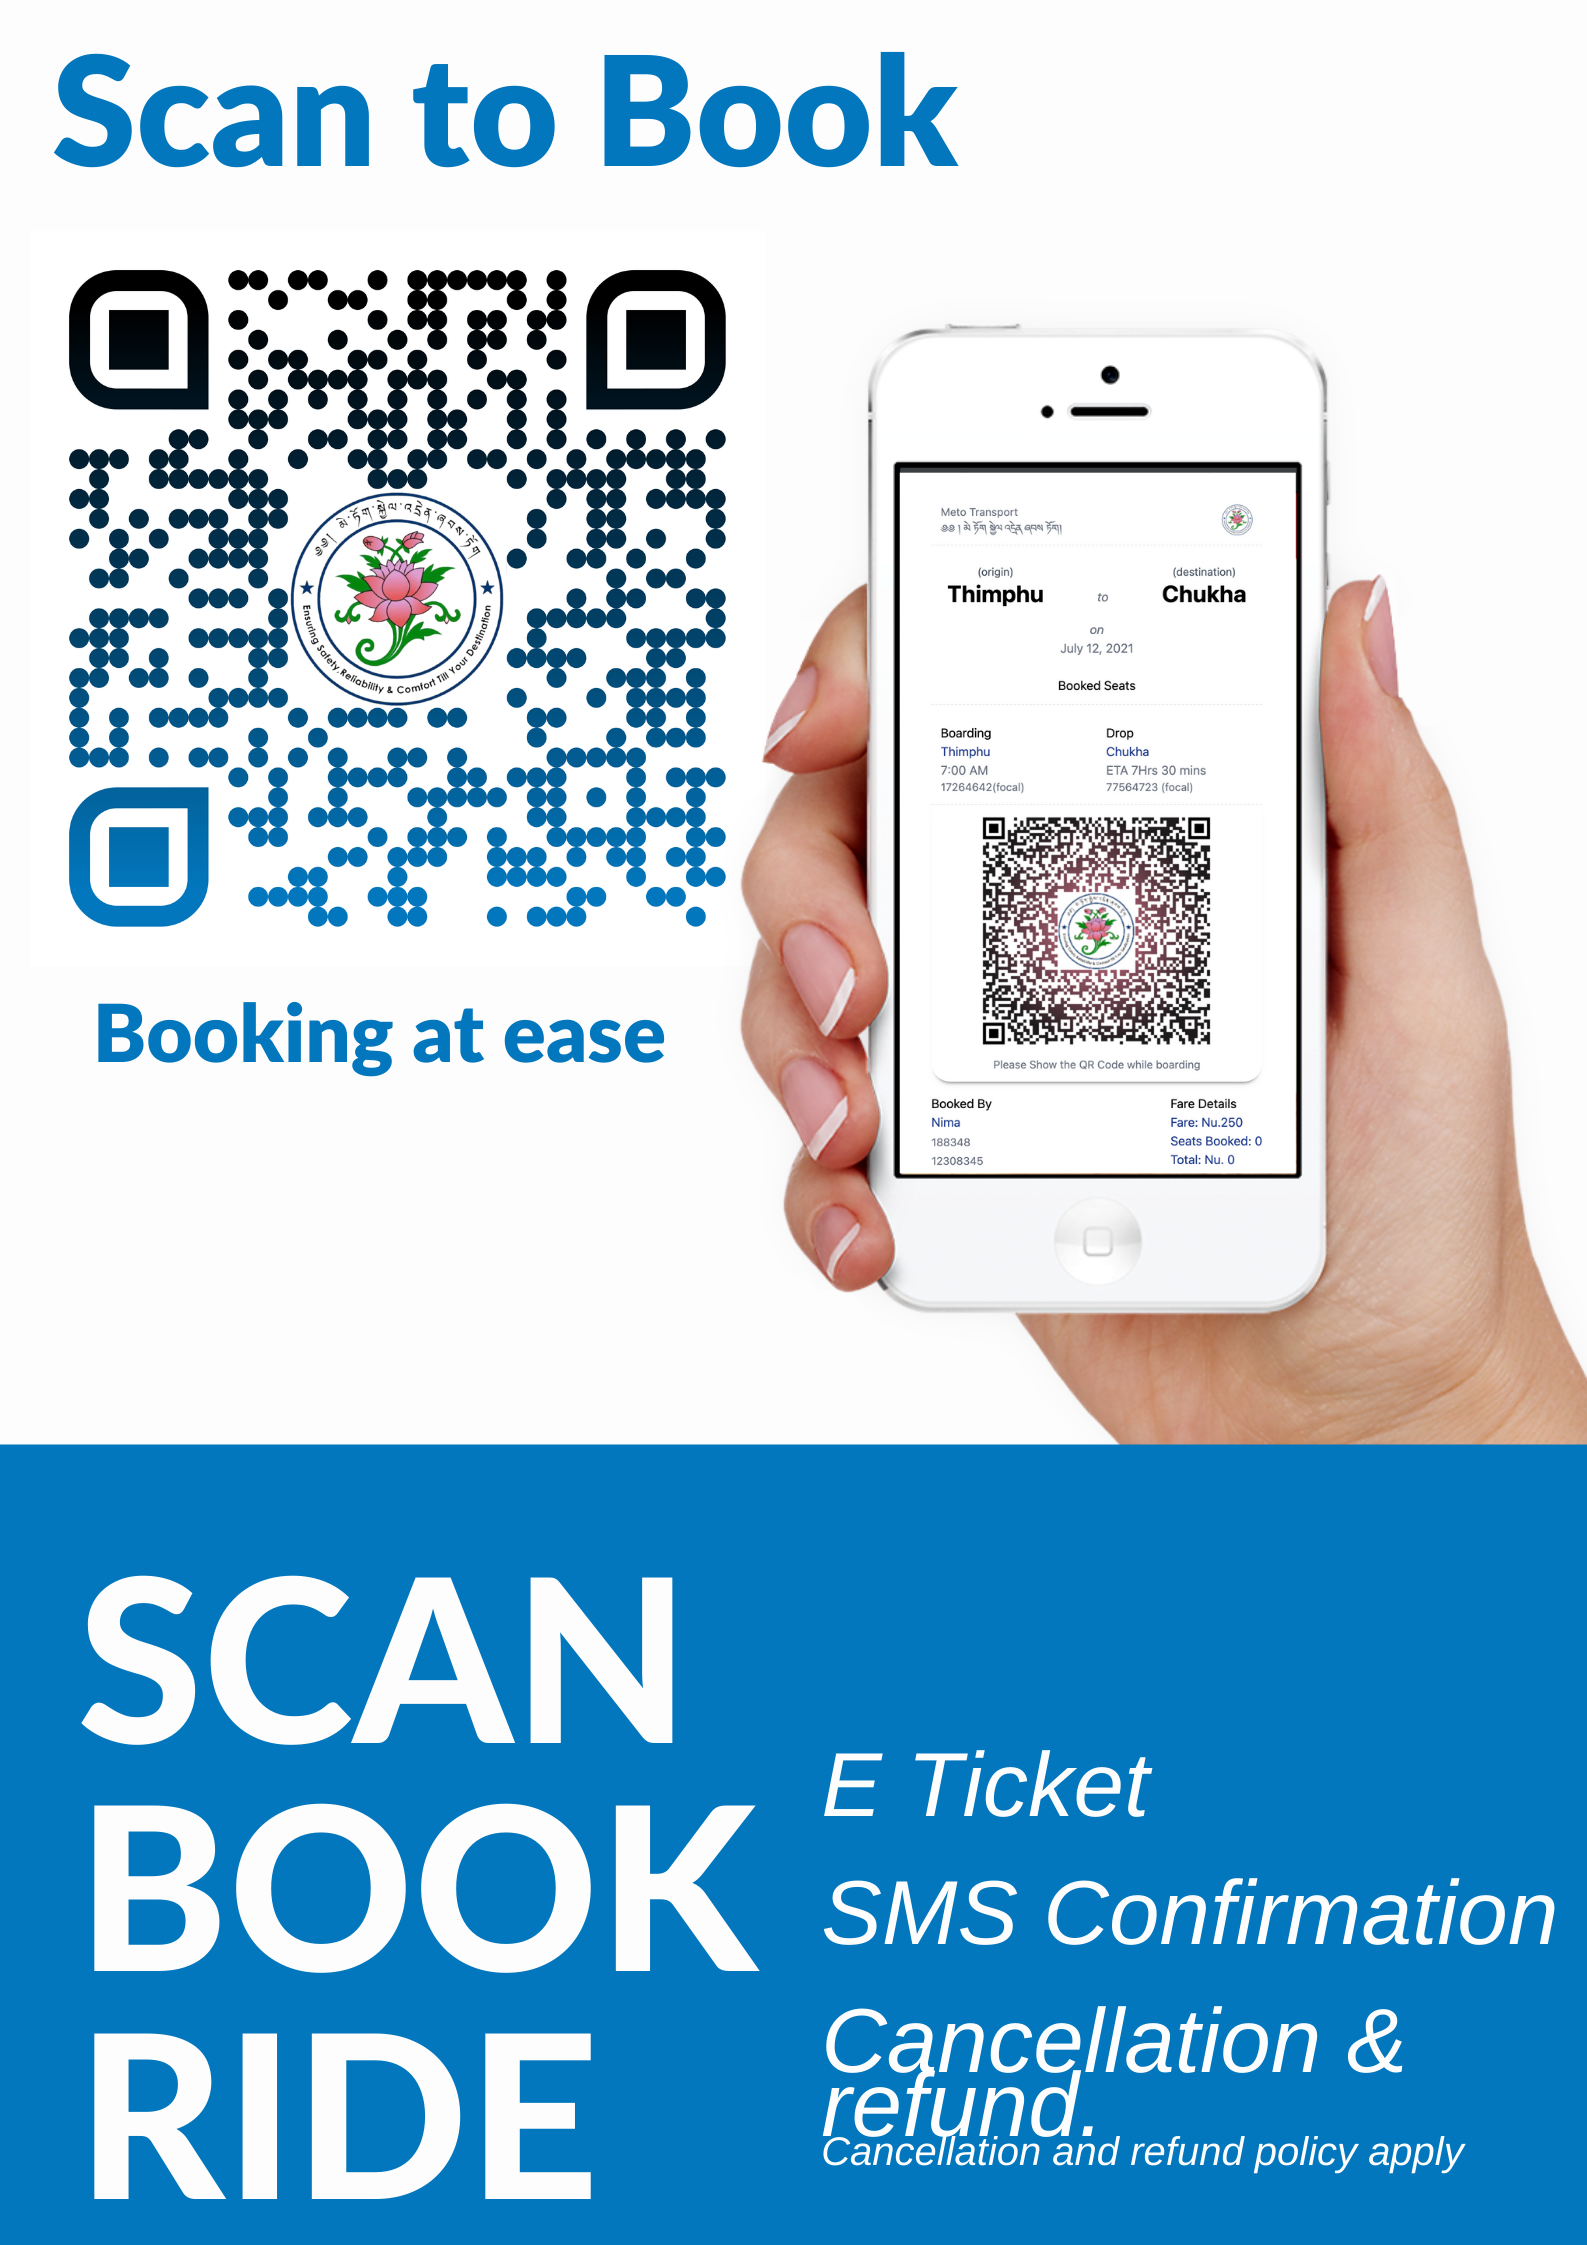 Scan to Book
༄༅། མེ་ཏོག་སྐྱེལ་འདྲེན་ཞབས་ཏོག
Ensuring Safety, Reliability & Comfort Till Your Destination
Booking at ease
Meto Transport
༄༅། མེ་ཏོག་སྐྱེལ་འདྲེན་ཞབས་ཏོག།
(origin)
(destination)
Thimphu
to
Chukha
on
July 12, 2021
Booked Seats
Boarding
Drop
Thimphu
Chukha
7:00 AM
ETA 7Hrs 30 mins
17264642(focal)
77564723 (focal)
Please Show the QR Code while boarding
Booked By
Fare Details
Nima
Fare: Nu.250
188348
Seats Booked: 0
12308345
Total: Nu. 0
SCAN
BOOK
RIDE
E Ticket
SMS Confirmation
Cancellation &
refund.
Cancellation and refund policy apply